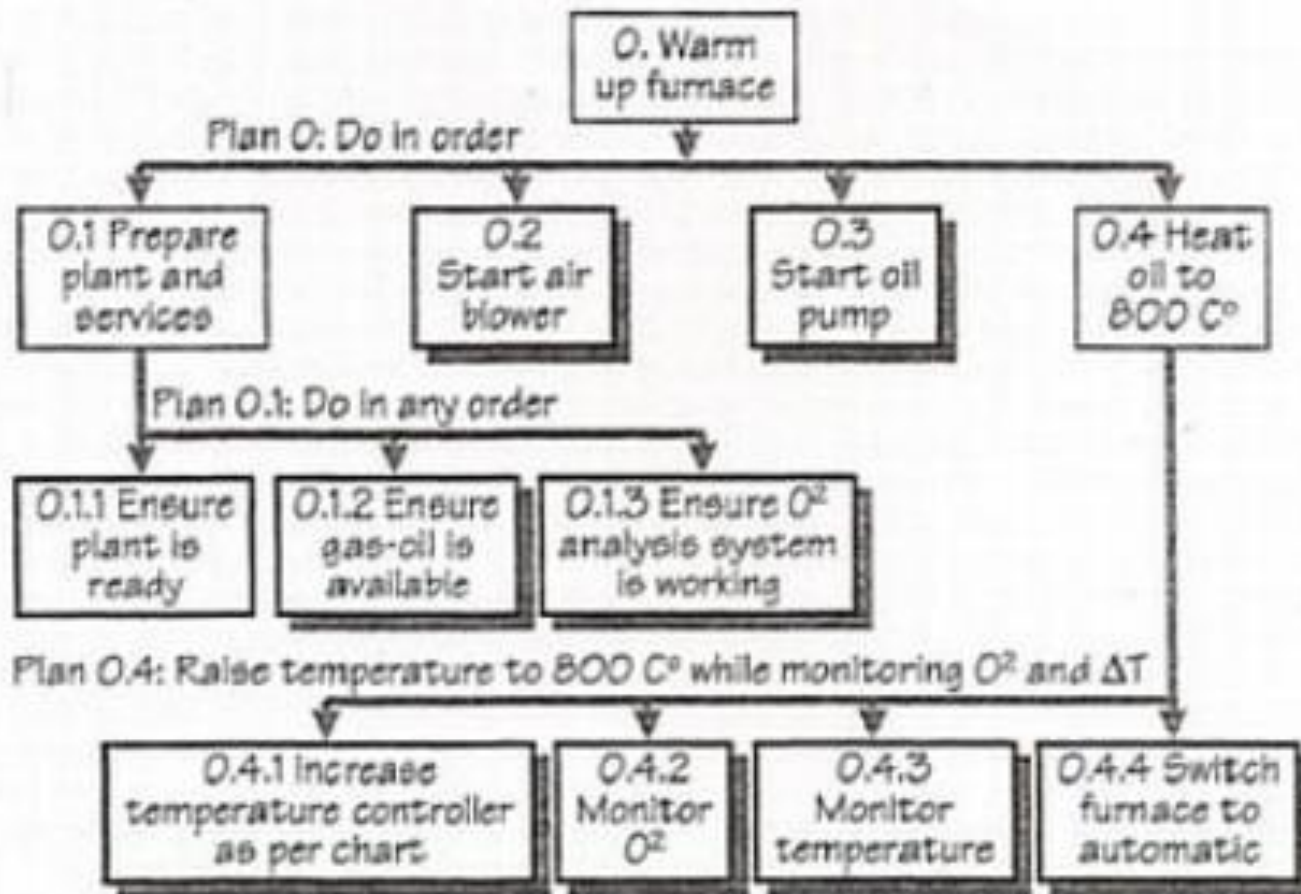 0. Warm
up furnace
Plan 0: Do in order
0.1 Prepare
plant and
services
0.2
Start air
blower
0.3
Start oil
pump
0.4 Heat
oil to
800 Cº
Plan 0.1: Do in any order
0.1.1 Ensure
plant is
ready
0.1.2 Ensure
gas-oil is
available
0.1.3 Ensure O²
analysis system
is working
Plan 0.4: Raise temperature to 800 Cº while monitoring O² and ΔT
0.4.1 Increase
temperature controller
as per chart
0.4.2
Monitor
O²
0.4.3
Monitor
temperature
0.4.4 Switch
furnace to
automatic